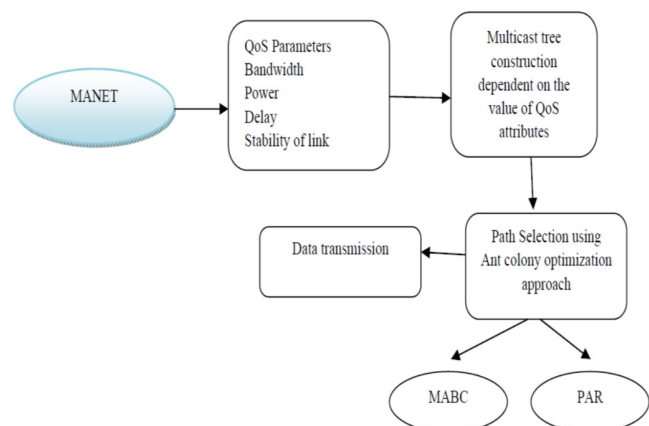 MANET
QoS Parameters
Bandwidth
Power
Delay
Stability of link
Multicast tree
construction
dependent on the
value of QoS
attributes
Data transmission
Path Selection using
Ant colony optimization
approach
MABC
PAR